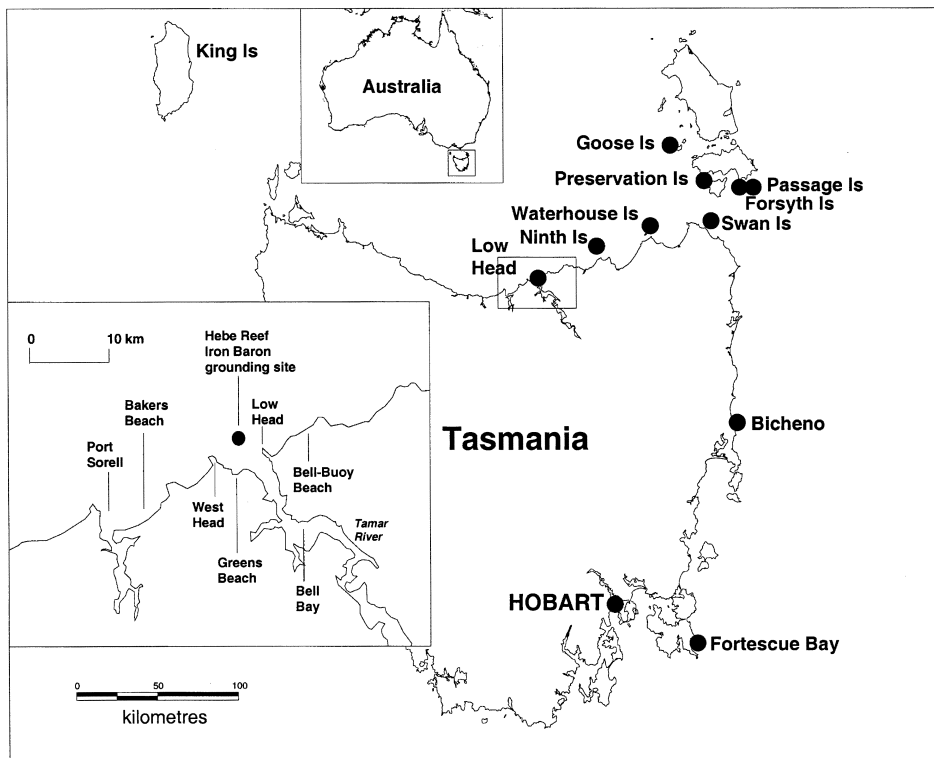 King Is
Australia
Goose Is
Preservation Is
Passage Is
Forsyth Is
Waterhouse Is
Swan Is
Ninth Is
Low
Head
0 10 km
Hebe Reef
Iron Baron
grounding site
Low
Head
Bakers
Beach
Port
Sorell
Bell-Buoy
Beach
West
Head
Tamar
River
Greens
Beach
Bell
Bay
Tasmania
Bicheno
HOBART
Fortescue Bay
0 50 100
kilometres